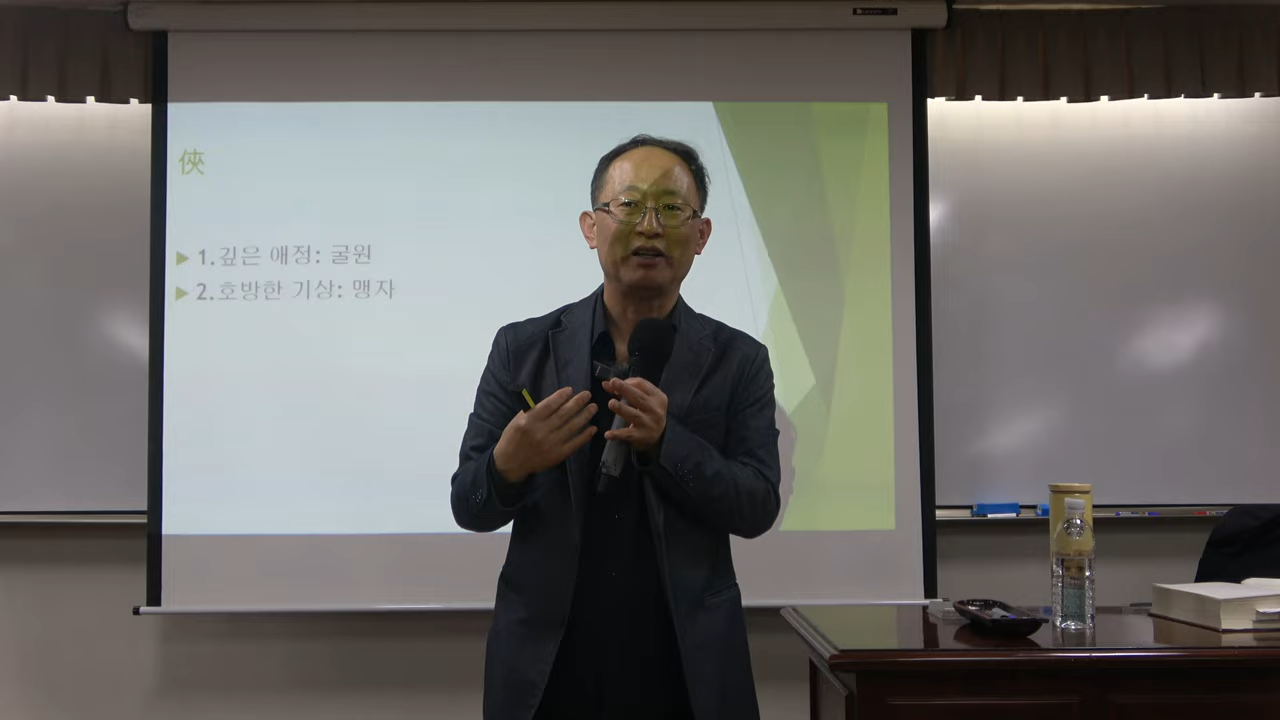 俠
1.깊은 애정: 굴원
2.호방한 기상: 맹자